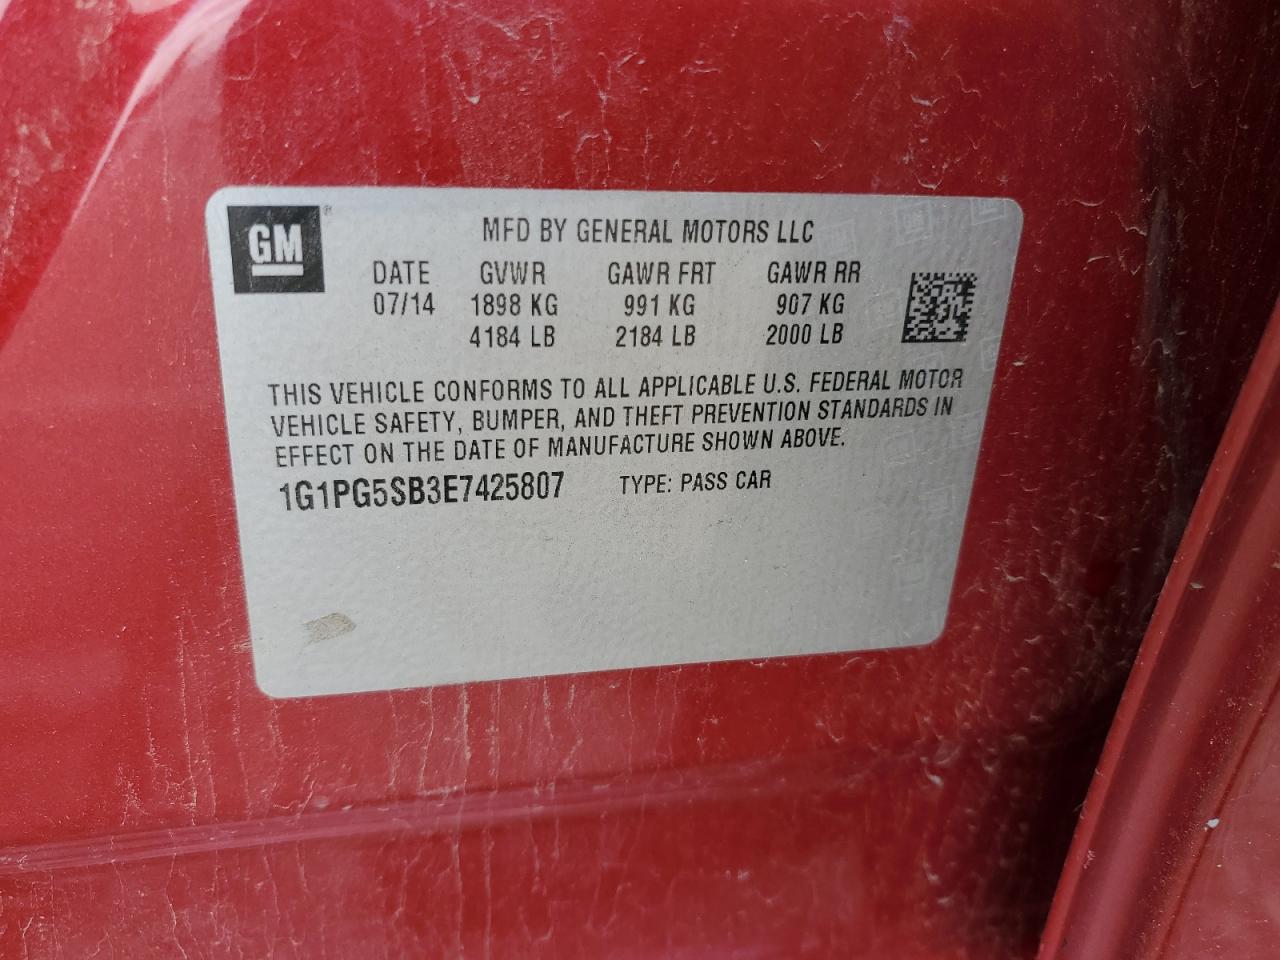 GM®
MFD BY GENERAL MOTORS LLC
DATE GVWR GAWR FRT GAWR RR
07/14 1898 KG 991 KG 907 KG
4184 LB 2184 LB 2000 LB
THIS VEHICLE CONFORMS TO ALL APPLICABLE U.S. FEDERAL MOTOR
VEHICLE SAFETY, BUMPER, AND THEFT PREVENTION STANDARDS IN
EFFECT ON THE DATE OF MANUFACTURE SHOWN ABOVE.
1G1PG5SB3E7425807 TYPE: PASS CAR